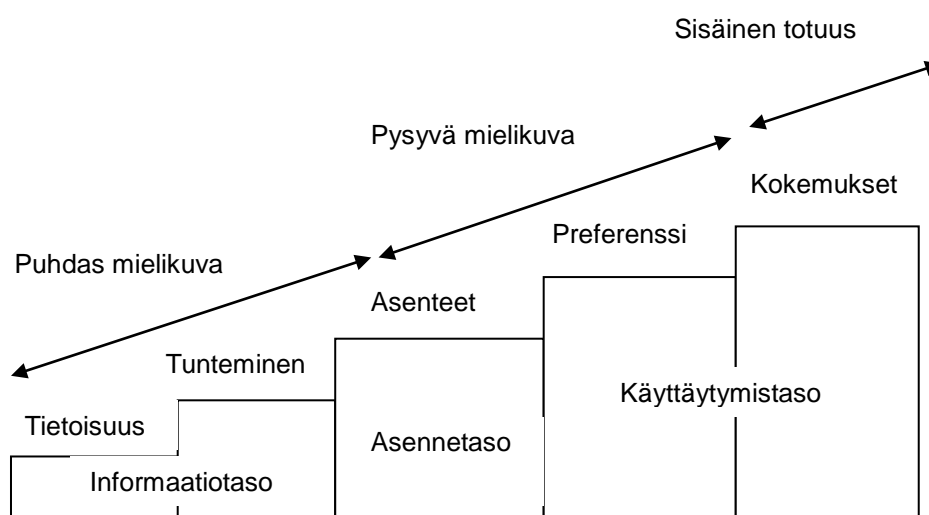 Sisäinen totuus
Pysyvä mielikuva
Kokemukset
Preferenssi
Puhdas mielikuva
Asenteet
Tunteminen
Käyttäytymistaso
Tietoisuus
Asennetaso
Informaatiotaso